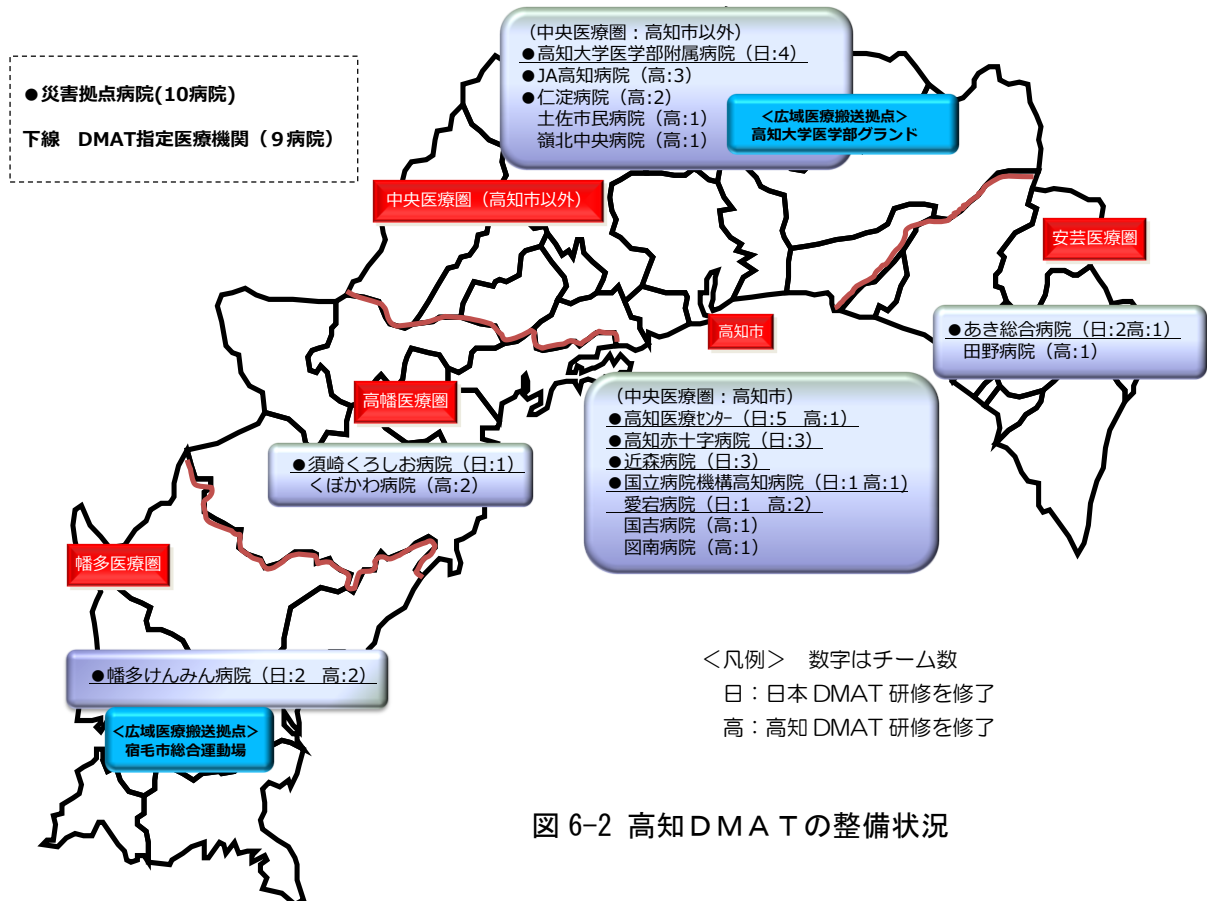 ●災害拠点病院(10病院)
下線　DMAT指定医療機関（９病院）
（中央医療圏：高知市以外）
●高知大学医学部附属病院（日:4）
●JA高知病院（高:3）
●仁淀病院（高:2）
土佐市民病院（高:1）
嶺北中央病院（高:1）
＜広域医療搬送拠点＞
高知大学医学部グランド
中央医療圏（高知市以外）
安芸医療圏
●あき総合病院（日:2高:1）
田野病院（高:1）
高知市
（中央医療圏：高知市）
●高知医療ｾﾝﾀｰ（日:5　高:1）
●高知赤十字病院（日:3）
●近森病院（日:3）
●国立病院機構高知病院（日:1 高:1)
愛宕病院（日:1　高:2）
国吉病院（高:1）
図南病院（高:1）
高幡医療圏
●須崎くろしお病院（日:1）
くぼかわ病院（高:2）
幡多医療圏
●幡多けんみん病院（日:2　高:2）
＜広域医療搬送拠点＞
宿毛市総合運動場
＜凡例＞　数字はチーム数
日：日本 DMAT 研修を修了
高：高知 DMAT 研修を修了
図 6-2 高知ＤＭＡＴの整備状況